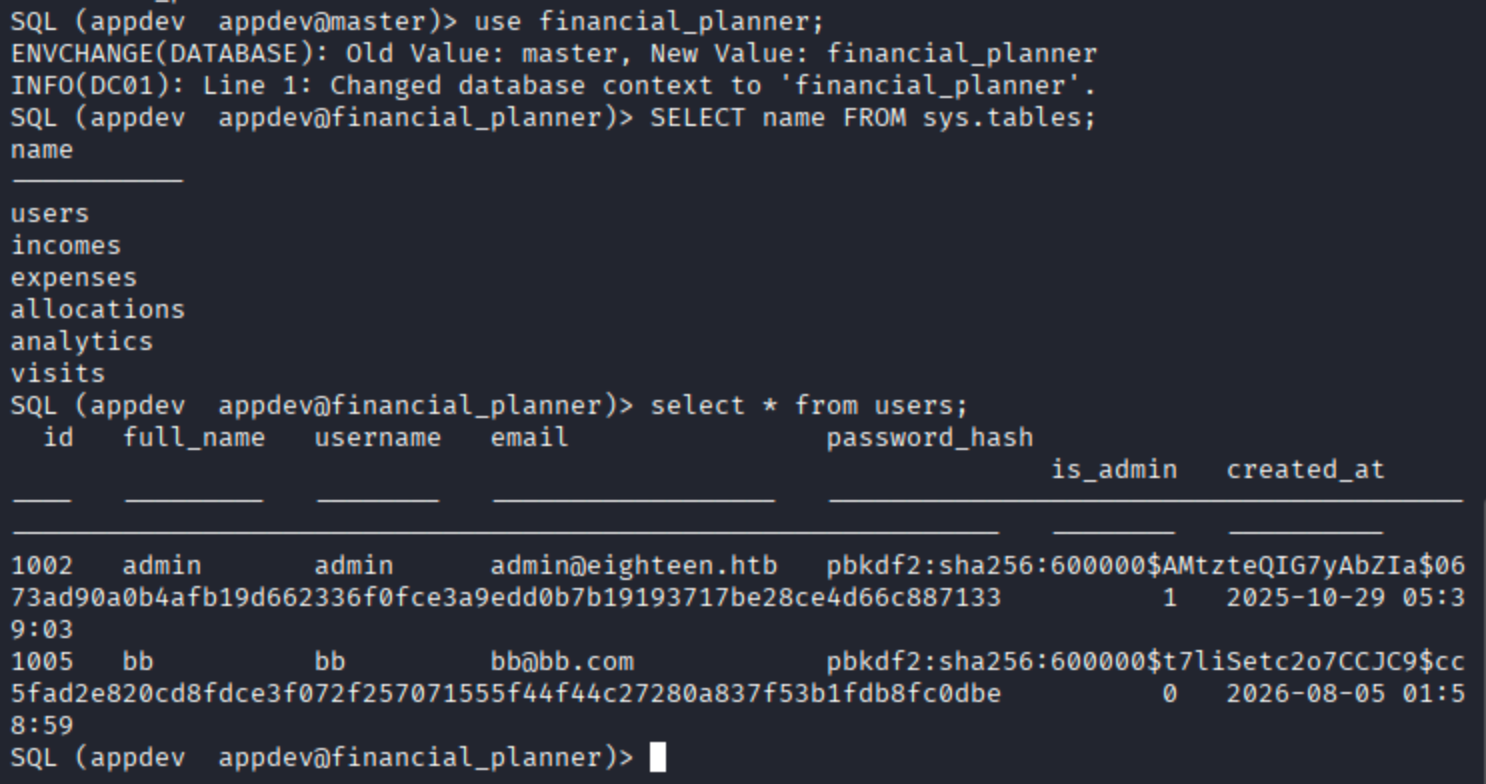 SQL (appdev  appdev@master)> use financial_planner;
ENVCHANGE(DATABASE): Old Value: master, New Value: financial_planner
INFO(DC01): Line 1: Changed database context to 'financial_planner'.
SQL (appdev  appdev@financial_planner)> SELECT name FROM sys.tables;
name
-----------
users
incomes
expenses
allocations
analytics
visits
SQL (appdev  appdev@financial_planner)> select * from users;
  id   full_name   username   email                password_hash
                                                                 is_admin   created_at
----   ---------   --------   ------------------   ----------------------------------------
--------------------------------------------------------------   --------   ----------
1002   admin       admin      admin@eighteen.htb   pbkdf2:sha256:600000$AMtzteQIG7yAbZIa$06
73ad90a0b4afb19d662336f0fce3a9edd0b7b19193717be28ce4d66c887133          1   2025-10-29 05:3
9:03
1005   bb          bb         bb@bb.com            pbkdf2:sha256:600000$t7liSetc2o7CCJC9$cc
5fad2e820cd8fdce3f072f257071555f44f44c27280a837f53b1fdb8fc0dbe          0   2026-08-05 01:5
8:59
SQL (appdev  appdev@financial_planner)>